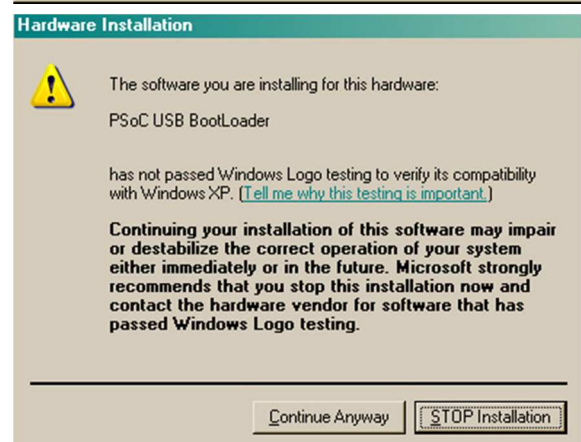 Hardware Installation
The software you are installing for this hardware:
PSoC USB BootLoader
has not passed Windows Logo testing to verify its compatibility
with Windows XP. (Tell me why this testing is important.)
Continuing your installation of this software may impair
or destabilize the correct operation of your system
either immediately or in the future. Microsoft strongly
recommends that you stop this installation now and
contact the hardware vendor for software that has
passed Windows Logo testing.
Continue Anyway
STOP Installation